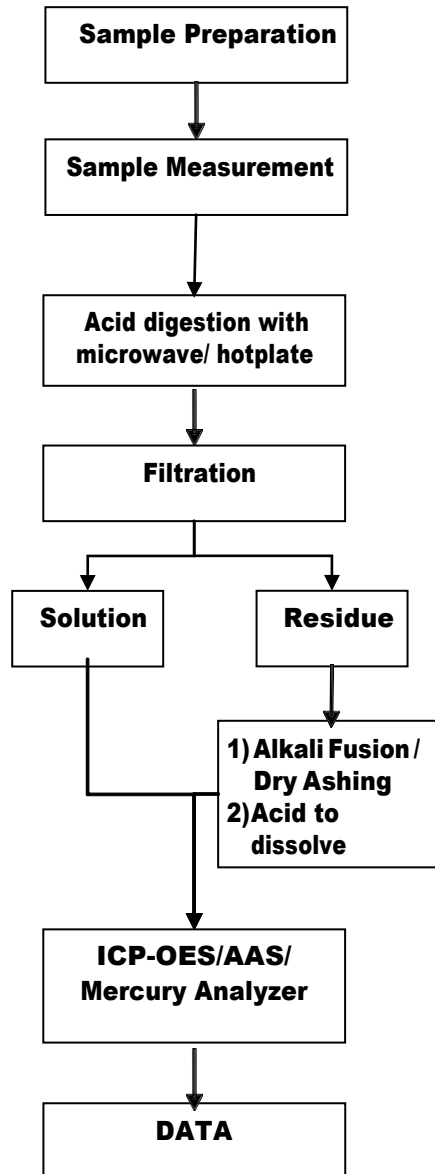 Sample Preparation
Sample Measurement
Acid digestion with
microwave/ hotplate
Filtration
Solution
Residue
1) Alkali Fusion /
Dry Ashing
2)Acid to
dissolve
ICP-OES/AAS/
Mercury Analyzer
DATA